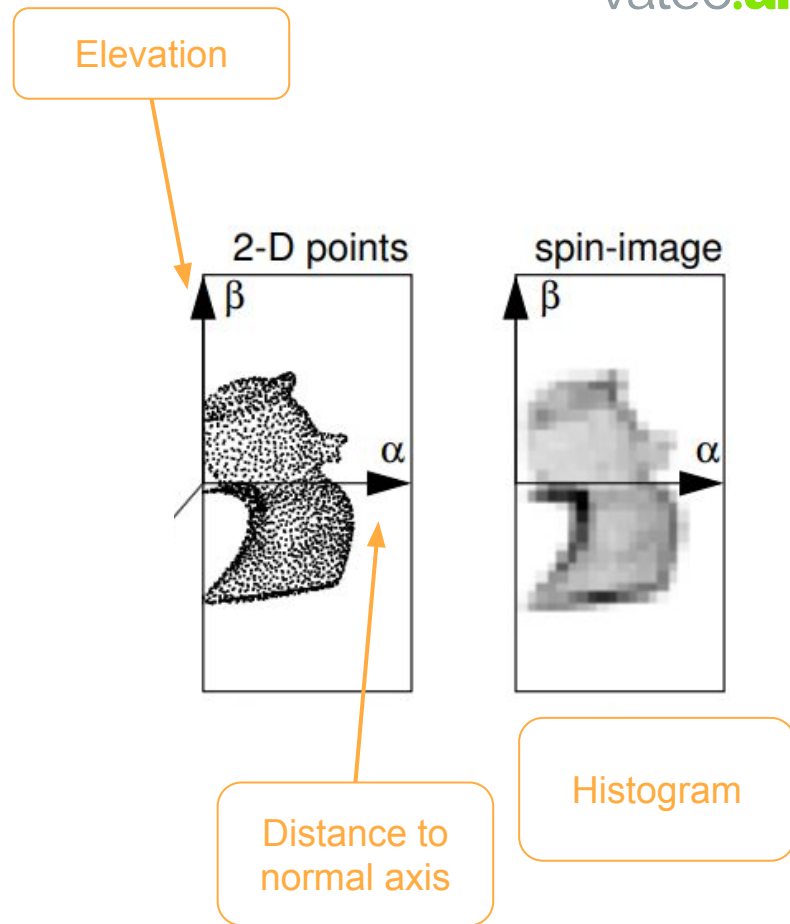 Elevation
2-D points
spin-image
β
β
α
α
Distance to
normal axis
Histogram